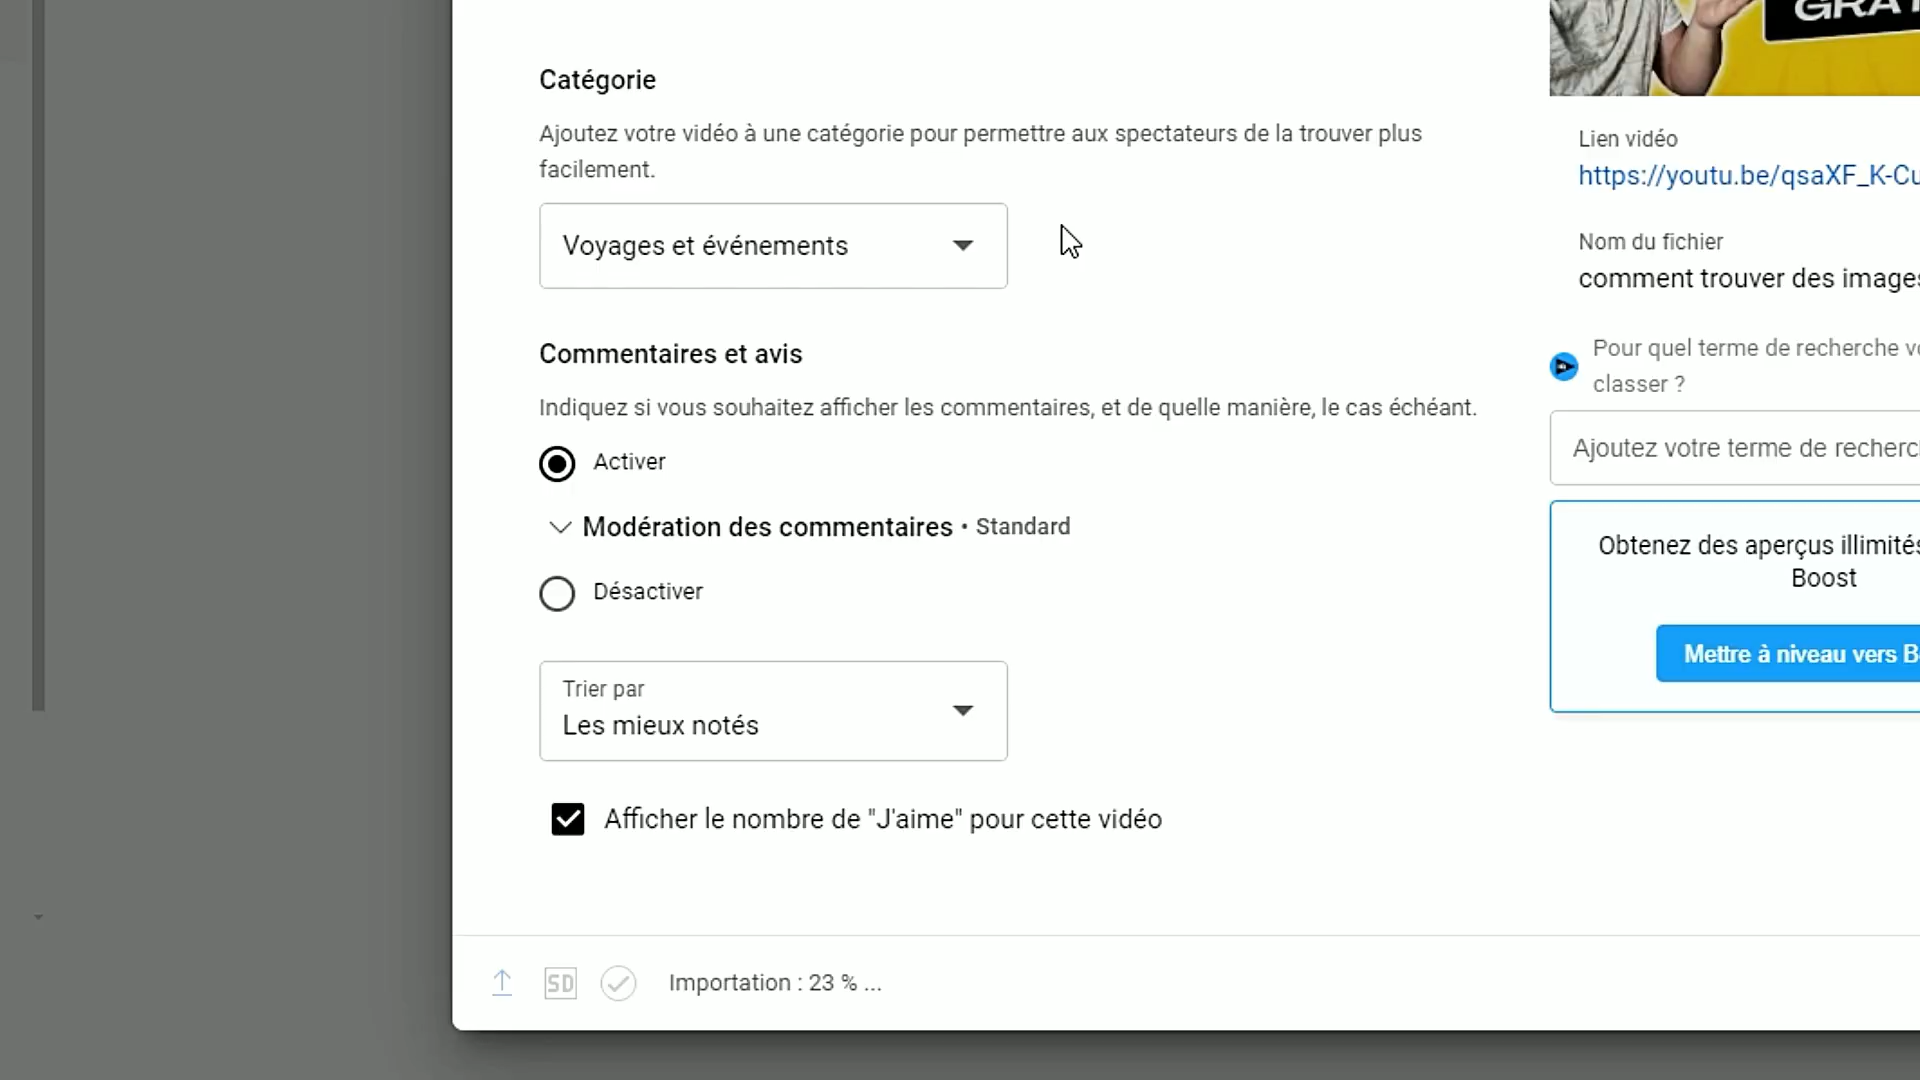 Catégorie
Ajoutez votre vidéo à une catégorie pour permettre aux spectateurs de la trouver plus
facilement.
Voyages et événements
Commentaires et avis
Indiquez si vous souhaitez afficher les commentaires, et de quelle manière, le cas échéant.
Activer
Modération des commentaires • Standard
Désactiver
Trier par
Les mieux notés
Afficher le nombre de "J'aime" pour cette vidéo
SD
Importation : 23 % ...
Lien vidéo
https://youtu.be/qsaXF_K-Cu
Nom du fichier
comment trouver des images
Pour quel terme de recherche
classer ?
Ajoutez votre terme de recherc
Obtenez des aperçus illimités
Boost
Mettre à niveau vers B